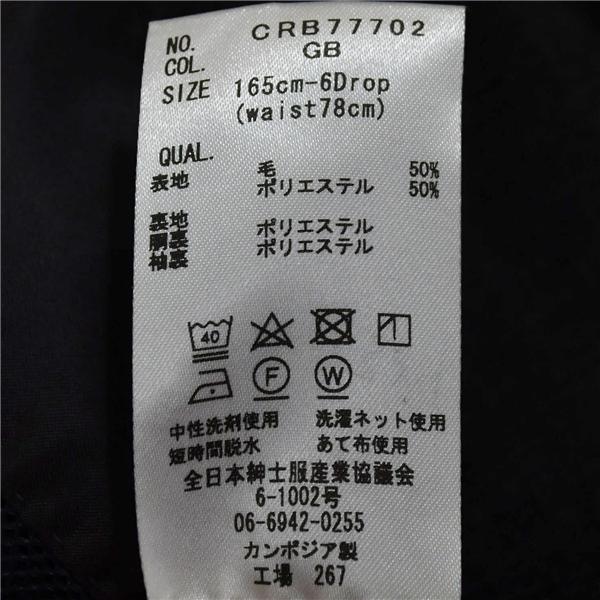 NO. CRB77702
COL. GB
SIZE 165cm-6Drop
(waist78cm)
QUAL.
表地 毛 50%
ポリエステル 50%
裏地 ポリエステル
胴裏 ポリエステル
袖裏
40
F W
中性洗剤使用 洗濯ネット使用
短時間脱水 あて布使用
全日本紳士服産業協議会
6-1002号
06-6942-0255
カンボジア製
工場 267